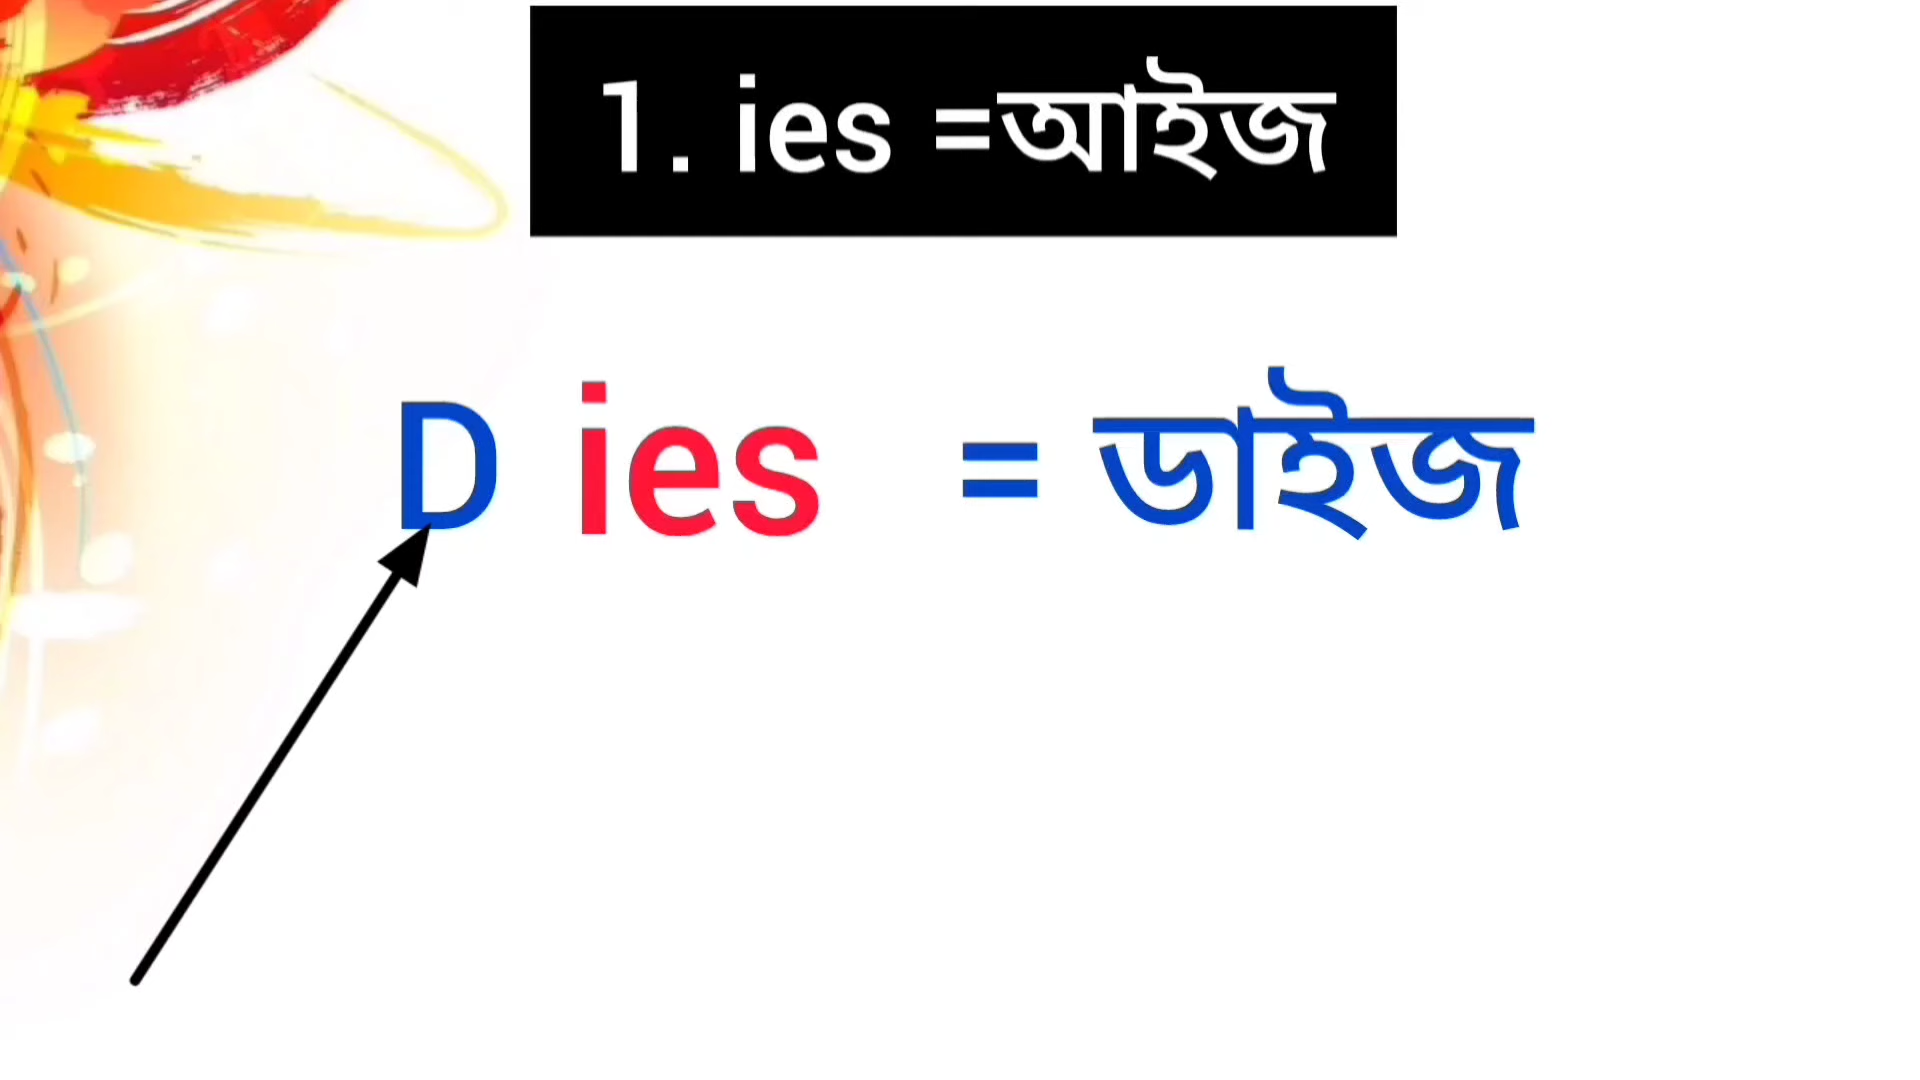 1. ies =আইজ
D ies = ডাইজ